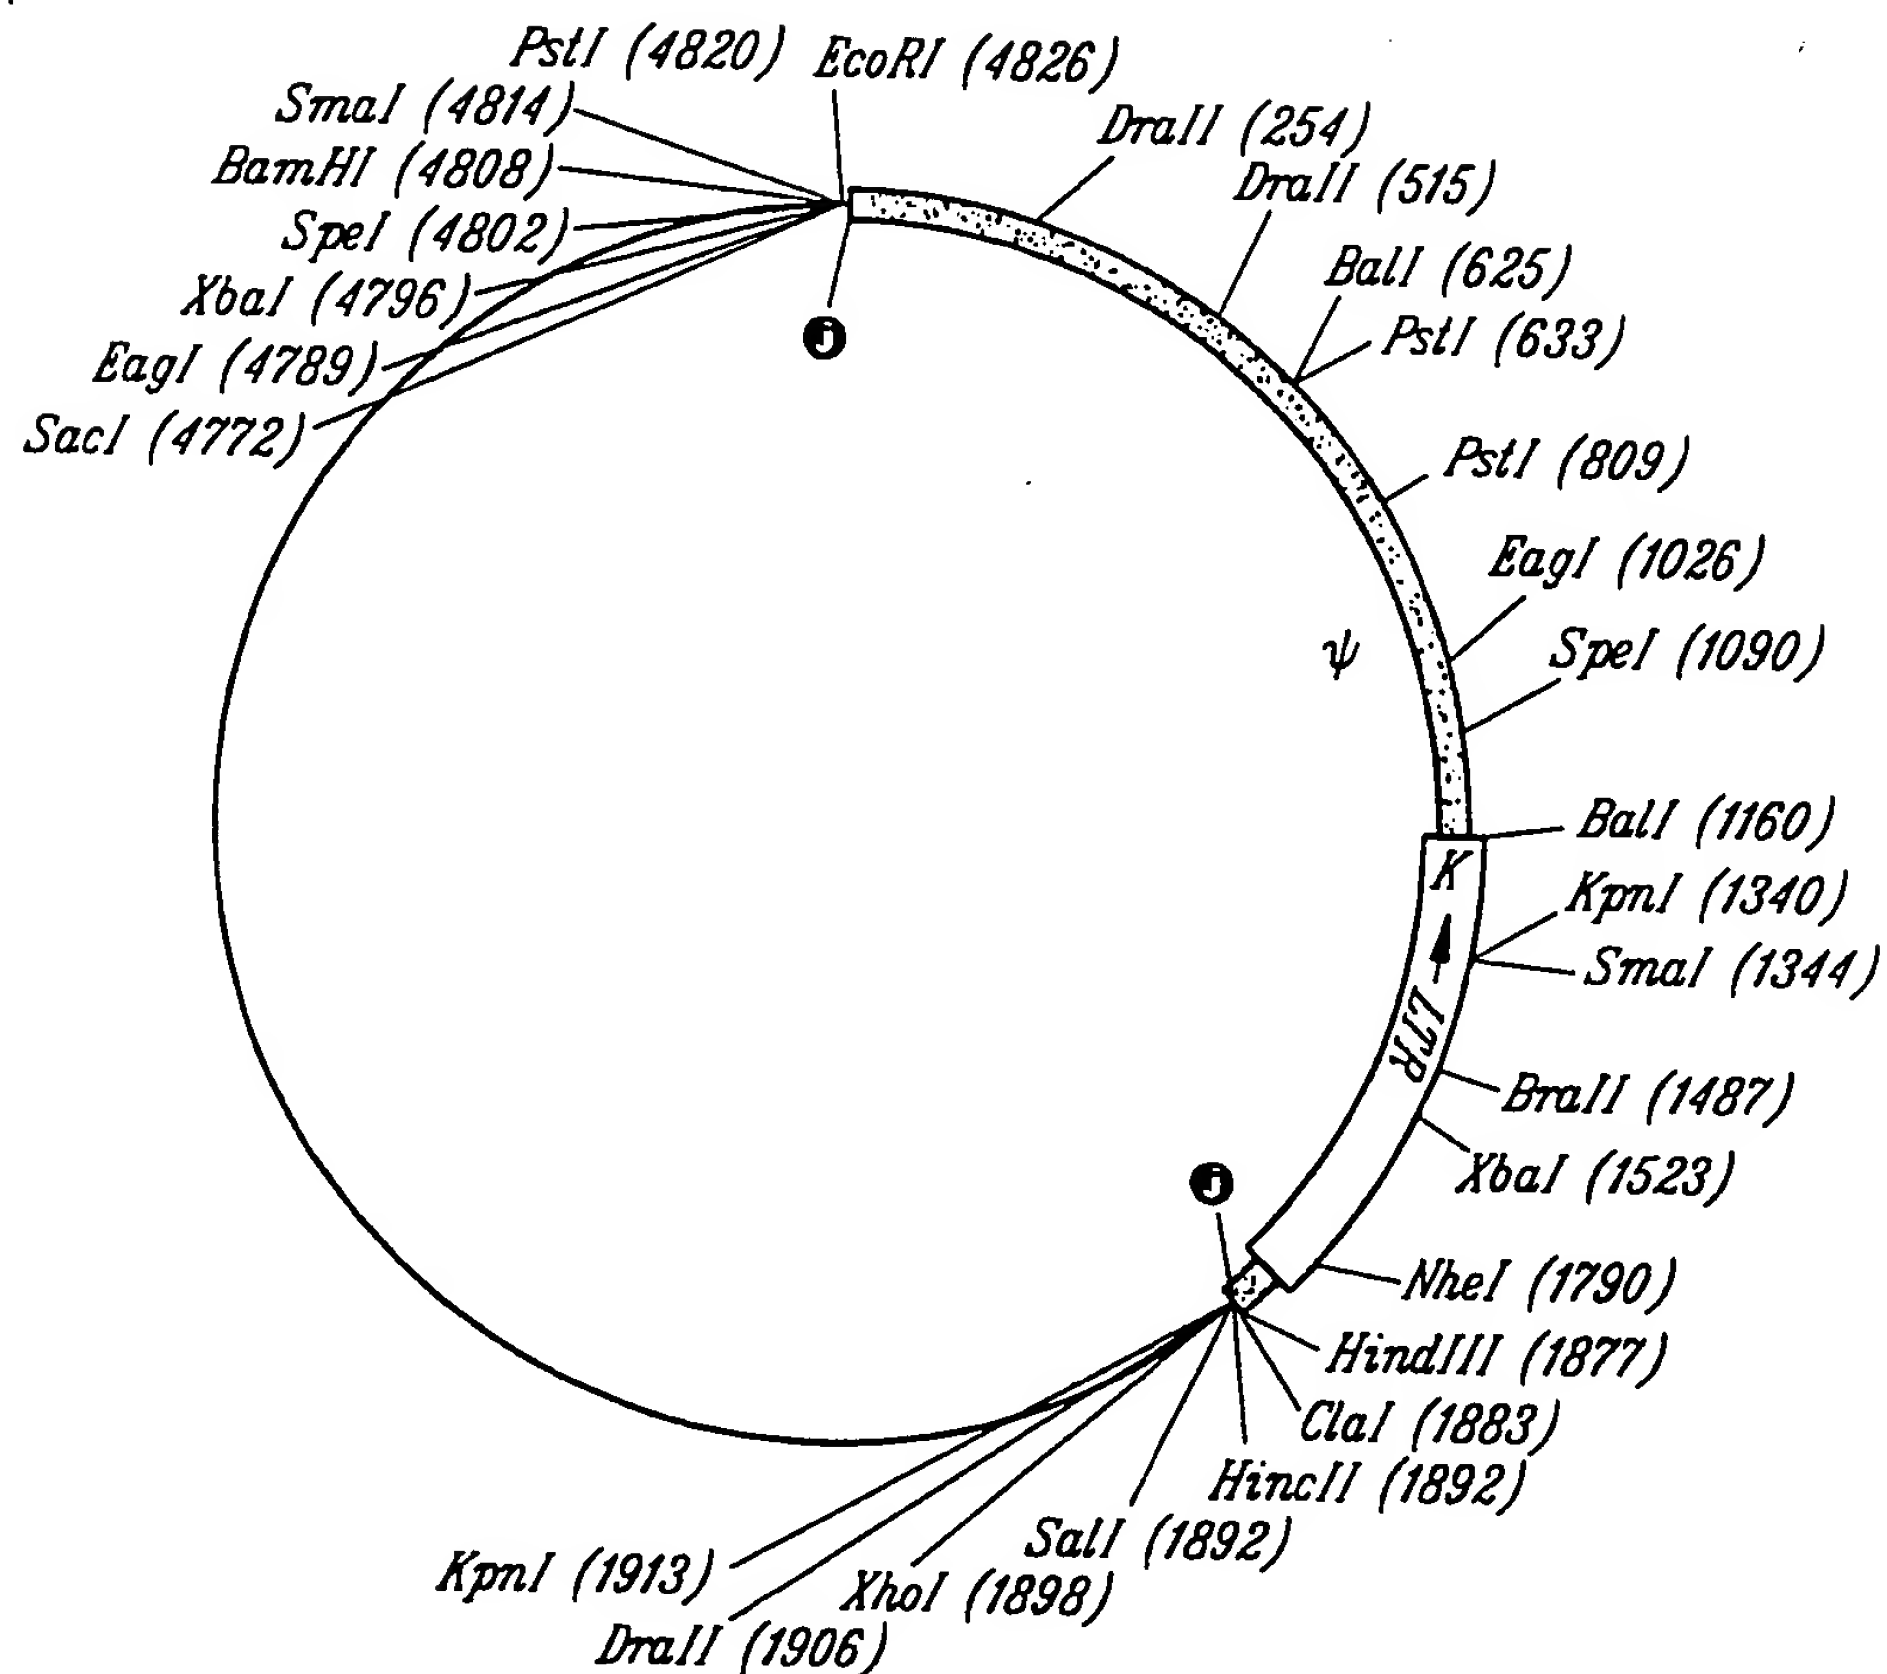 PstI (4820)
EcoRI (4826)
SmaI (4814)
BamHI (4808)
SpeI (4802)
XbaI (4796)
EagI (4789)
SacI (4772)
DraII (254)
DraII (515)
BalI (625)
PstI (633)
PstI (809)
EagI (1026)
SpeI (1090)
BalI (1160)
KpnI (1340)
SmaI (1344)
BraII (1487)
XbaI (1523)
NheI (1790)
HindIII (1877)
ClaI (1883)
HincII (1892)
SalI (1892)
XhoI (1898)
DraII (1906)
KpnI (1913)
j
ψ
K
LTR
j